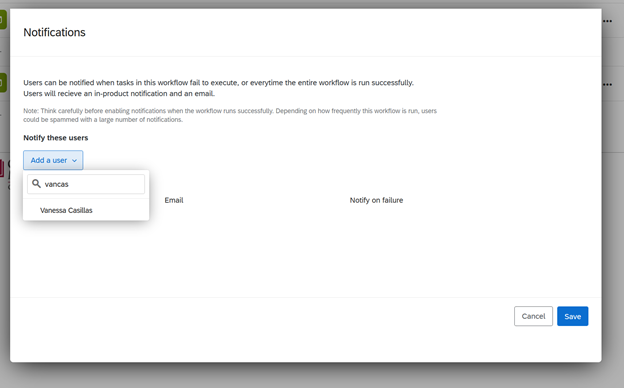 Notifications
Users can be notified when tasks in this workflow fail to execute, or everytime the entire workflow is run successfully.
Users will recieve an in-product notification and an email.
Note: Think carefully before enabling notifications when the workflow runs successfully. Depending on how frequently this workflow is run, users
could be spammed with a large number of notifications.
Notify these users
Add a user
vancas
Vanessa Casillas
Email Notify on failure
Cancel Save